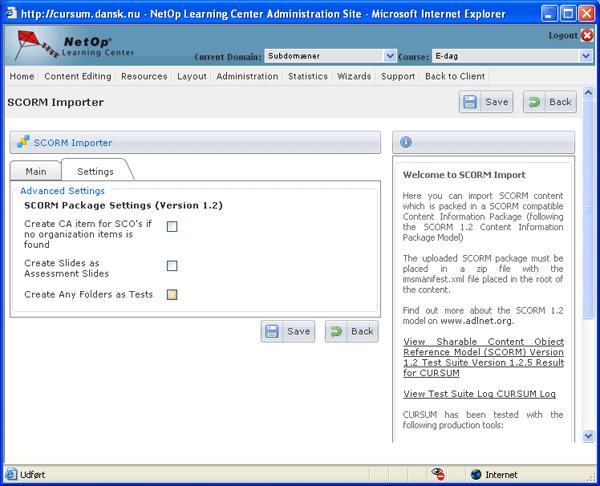 http://cursum.dansk.nu - NetOp Learning Center Administration Site - Microsoft Internet Explorer
NetOp®
Learning Center
Logout
Current Domain: Subdomæner Course: E-dag
Home Content Editing Resources Layout Administration Statistics Wizards Support Back to Client
SCORM Importer
Save Back
SCORM Importer
Main Settings
Advanced Settings
SCORM Package Settings (Version 1.2)
Create CA item for SCO's if
no organization items is
found
Create Slides as
Assessment Slides
Create Any Folders as Tests
Save Back
Welcome to SCORM Import
Here you can import SCORM content
which is packed in a SCORM compatible
Content Information Package (following
the SCORM 1.2 Content Information
Package Model)
The uploaded SCORM package must be
placed in a zip file with the
imsmanifest.xml file placed in the root of
the content.
Find out more about the SCORM 1.2
model on www.adlnet.org.
View Sharable Content Object
Reference Model (SCORM) Version
1.2 Test Suite Version 1.2.5 Result
for CURSUM
View Test Suite Log CURSUM Log
CURSUM has been tested with the
following production tools:
Udført
Internet